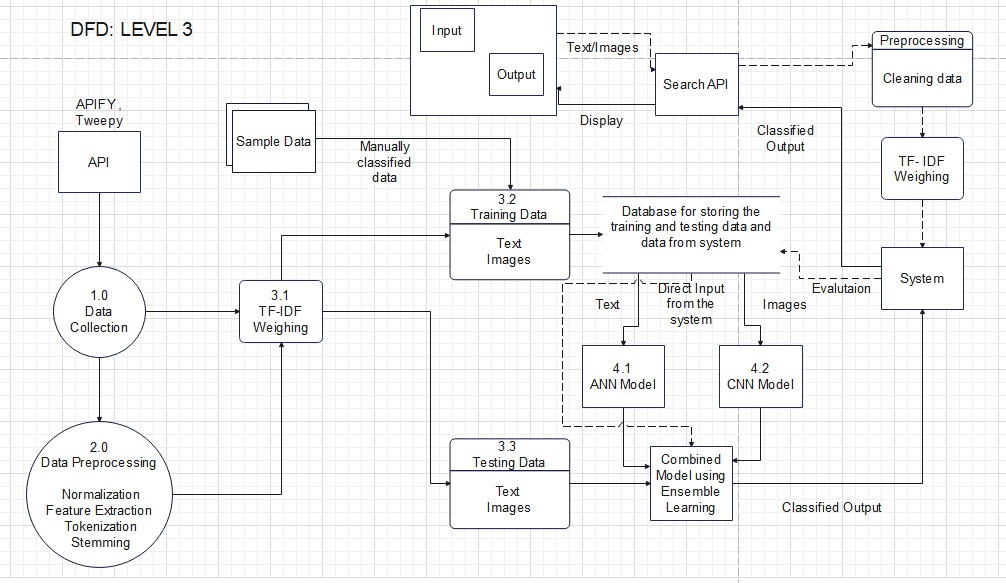 DFD: LEVEL 3
Input
Output
Text/Images
Search API
Display
Preprocessing
Cleaning data
Classified
Output
TF- IDF
Weighing
System
Evalutaion
APIFY,
Tweepy
API
Sample Data
Manually
classified
data
3.2
Training Data
Text
Images
Database for storing the
training and testing data and
data from system
1.0
Data
Collection
3.1
TF-IDF
Weighing
Text
Direct Input
from the
system
Images
4.1
ANN Model
4.2
CNN Model
2.0
Data Preprocessing
Normalization
Feature Extraction
Tokenization
Stemming
3.3
Testing Data
Text
Images
Combined
Model using
Ensemble
Learning
Classified Output